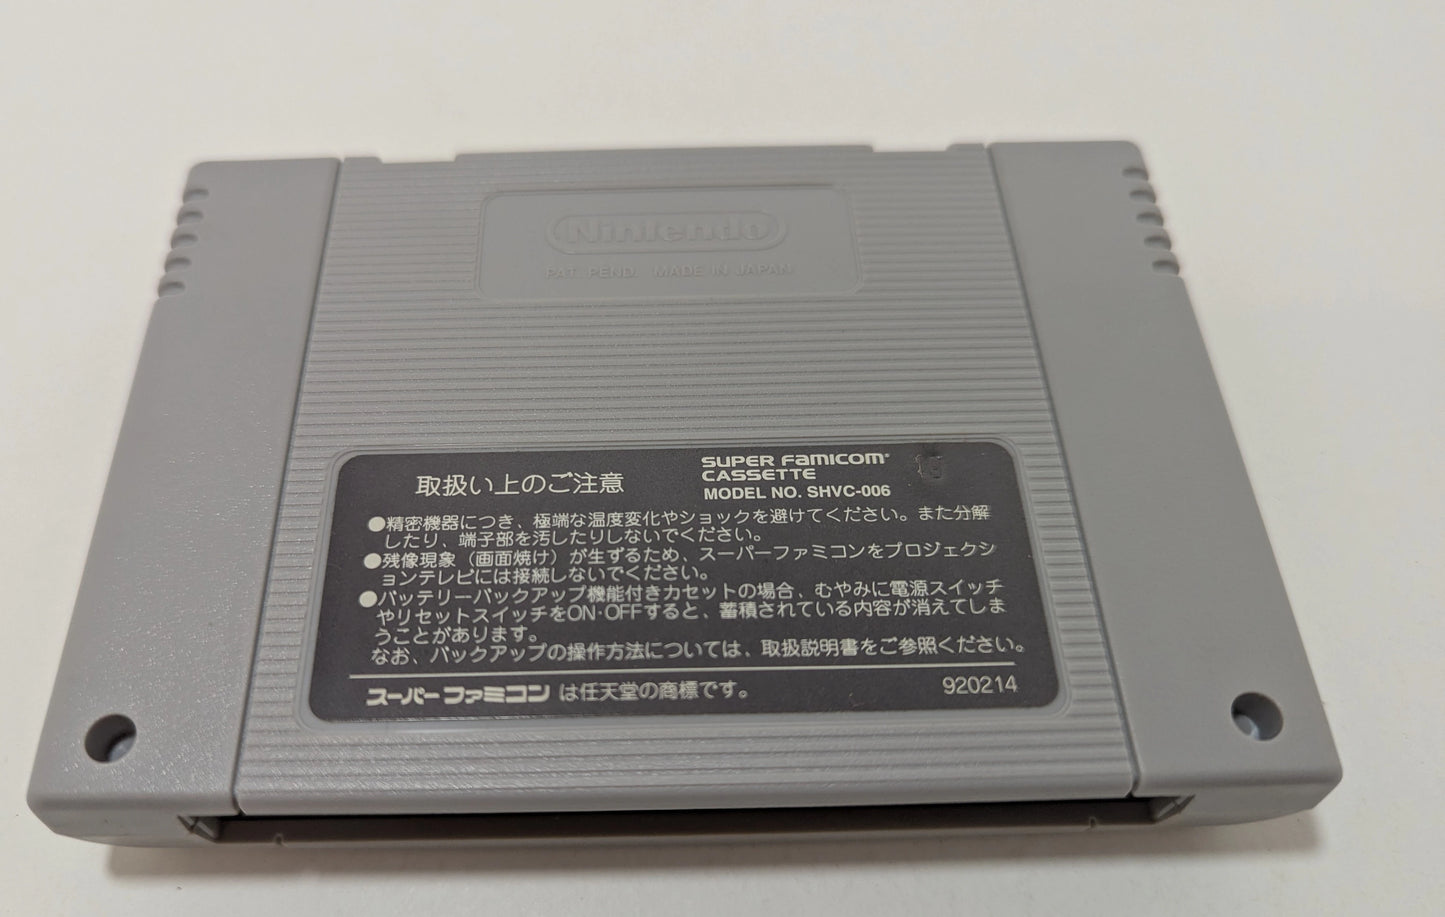 Nintendo
PAT. PEND. MADE IN JAPAN
取扱い上のご注意
SUPER FAMICOM®
CASSETTE
MODEL NO. SHVC-006
●精密機器につき、極端な温度変化やショックを避けてください。また分解
したり、端子部を汚したりしないでください。
●残像現象（画面焼け）が生ずるため、スーパーファミコンをプロジェクシ
ョンテレビには接続しないでください。
●バッテリーバックアップ機能付きカセットの場合、むやみに電源スイッチ
やリセットスイッチをON・OFFすると、蓄積されている内容が消えてしま
うことがあります。
なお、バックアップの操作方法については、取扱説明書をご参照ください。
スーパーファミコン は任天堂の商標です。
920214